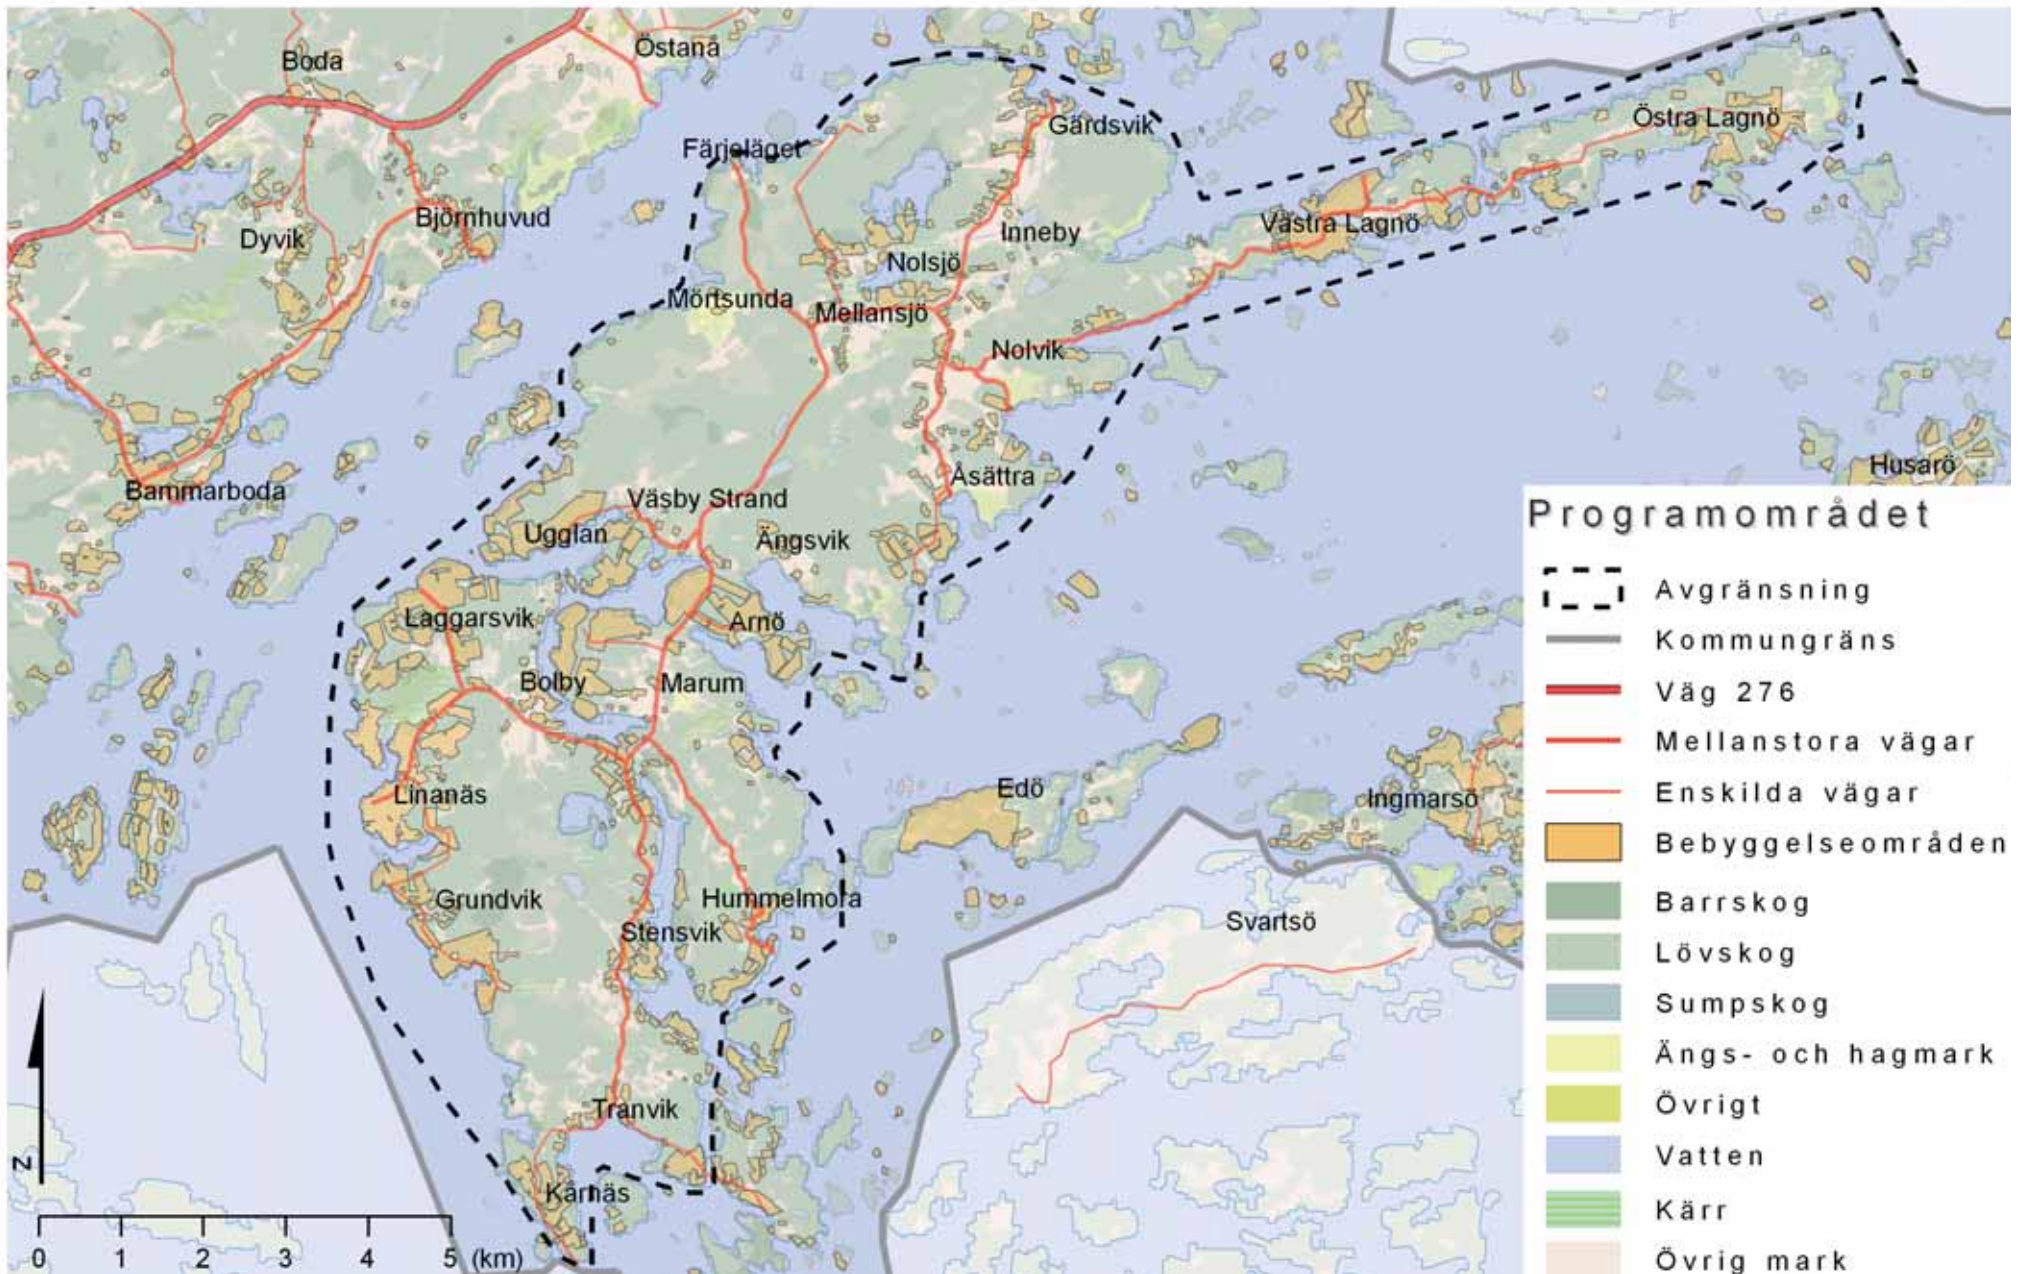 Östanå
Boda
Gärdsvik
Östra Lagnö
Färjeläget
Björnhuvud
Västra Lagnö
Dyvik
Inneby
Nolsjö
Mörtsunda
Mellansjö
Nolvik
Husarö
Åsättra
Bammarboda
Väsby Strand
Ugglan
Ängsvik
Laggarsvik
Arnö
Bolby
Marum
Linanäs
Edö
Ingmarsö
Grundvik
Hummelmora
Stensvik
Svartsö
Tranvik
Kårnäs
Programområdet
Avgränsning
Kommungräns
Väg 276
Mellanstora vägar
Enskilda vägar
Bebyggelseområden
Barrskog
Lövskog
Sumpskog
Ängs- och hagmark
Övrigt
Vatten
Kärr
Övrig mark
N
0 1 2 3 4 5 (km)